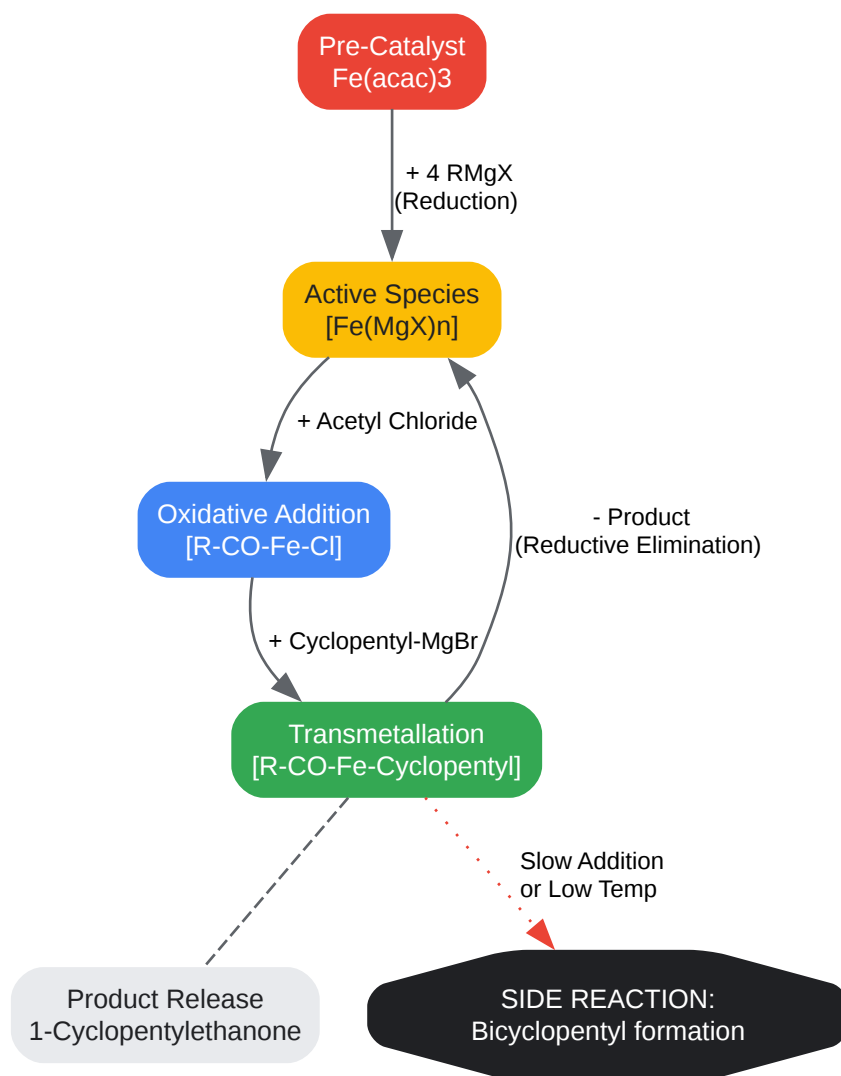 Pre-Catalyst
Fe(acac)3
+ 4 RMgX
(Reduction)
Active Species
[Fe(MgX)n]
+ Acetyl Chloride
Oxidative Addition
[R-CO-Fe-Cl]
- Product
(Reductive Elimination)
+ Cyclopentyl-MgBr
Transmetallation
[R-CO-Fe-Cyclopentyl]
Slow Addition
or Low Temp
Product Release
1-Cyclopentylethanone
SIDE REACTION:
Bicyclopentyl formation